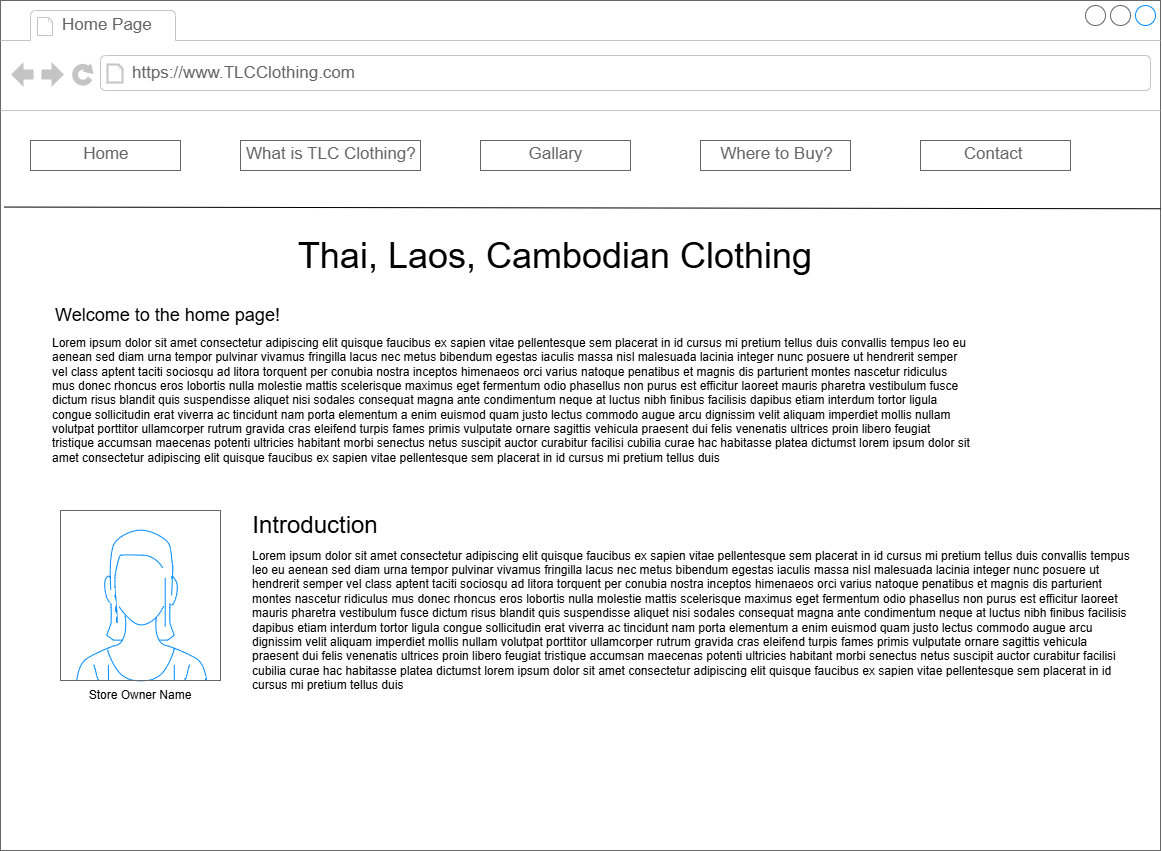 Home Page
https://www.TLCClothing.com
Home
What is TLC Clothing?
Gallary
Where to Buy?
Contact
Thai, Laos, Cambodian Clothing
Welcome to the home page!
Lorem ipsum dolor sit amet consectetur adipiscing elit quisque faucibus ex sapien vitae pellentesque sem placerat in id cursus mi pretium tellus duis convallis tempus leo eu
aenean sed diam urna tempor pulvinar vivamus fringilla lacus nec metus bibendum egestas iaculis massa nisl malesuada lacinia integer nunc posuere ut hendrerit semper
vel class aptent taciti sociosqu ad litora torquent per conubia nostra inceptos himenaeos orci varius natoque penatibus et magnis dis parturient montes nascetur ridiculus
mus donec rhoncus eros lobortis nulla molestie mattis scelerisque maximus eget fermentum odio phasellus non purus est efficitur laoreet mauris pharetra vestibulum fusce
dictum risus blandit quis suspendisse aliquet nisi sodales consequat magna ante condimentum neque at luctus nibh finibus facilisis dapibus etiam interdum tortor ligula
congue sollicitudin erat viverra ac tincidunt nam porta elementum a enim euismod quam justo lectus commodo augue arcu dignissim velit aliquam imperdiet mollis nullam
volutpat porttitor ullamcorper rutrum gravida cras eleifend turpis fames primis vulputate ornare sagittis vehicula praesent dui felis venenatis ultrices proin libero feugiat
tristique accumsan maecenas potenti ultricies habitant morbi senectus netus suscipit auctor curabitur facilisi cubilia curae hac habitasse platea dictumst lorem ipsum dolor sit
amet consectetur adipiscing elit quisque faucibus ex sapien vitae pellentesque sem placerat in id cursus mi pretium tellus duis
Introduction
Lorem ipsum dolor sit amet consectetur adipiscing elit quisque faucibus ex sapien vitae pellentesque sem placerat in id cursus mi pretium tellus duis convallis tempus
leo eu aenean sed diam urna tempor pulvinar vivamus fringilla lacus nec metus bibendum egestas iaculis massa nisl malesuada lacinia integer nunc posuere ut
hendrerit semper vel class aptent taciti sociosqu ad litora torquent per conubia nostra inceptos himenaeos orci varius natoque penatibus et magnis dis parturient
montes nascetur ridiculus mus donec rhoncus eros lobortis nulla molestie mattis scelerisque maximus eget fermentum odio phasellus non purus est efficitur laoreet
mauris pharetra vestibulum fusce dictum risus blandit quis suspendisse aliquet nisi sodales consequat magna ante condimentum neque at luctus nibh finibus facilisis
dapibus etiam interdum tortor ligula congue sollicitudin erat viverra ac tincidunt nam porta elementum a enim euismod quam justo lectus commodo augue arcu
dignissim velit aliquam imperdiet mollis nullam volutpat porttitor ullamcorper rutrum gravida cras eleifend turpis fames primis vulputate ornare sagittis vehicula
praesent dui felis venenatis ultrices proin libero feugiat tristique accumsan maecenas potenti ultricies habitant morbi senectus netus suscipit auctor curabitur facilisi
cubilia curae hac habitasse platea dictumst lorem ipsum dolor sit amet consectetur adipiscing elit quisque faucibus ex sapien vitae pellentesque sem placerat in id
cursus mi pretium tellus duis
Store Owner Name